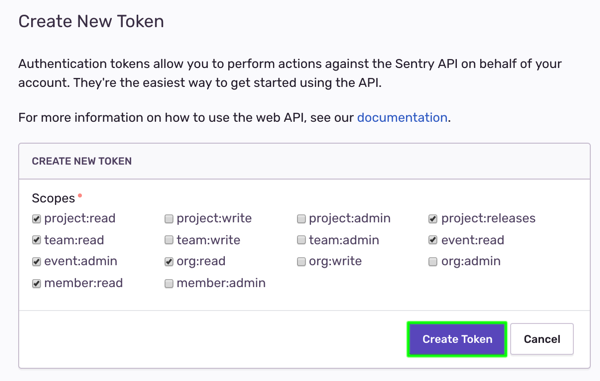 Create New Token
Authentication tokens allow you to perform actions against the Sentry API on behalf of your
account. They're the easiest way to get started using the API.
For more information on how to use the web API, see our documentation.
CREATE NEW TOKEN
Scopes *
project:read project:write project:admin project:releases
team:read team:write team:admin event:read
event:admin org:read org:write org:admin
member:read member:admin
Create Token Cancel